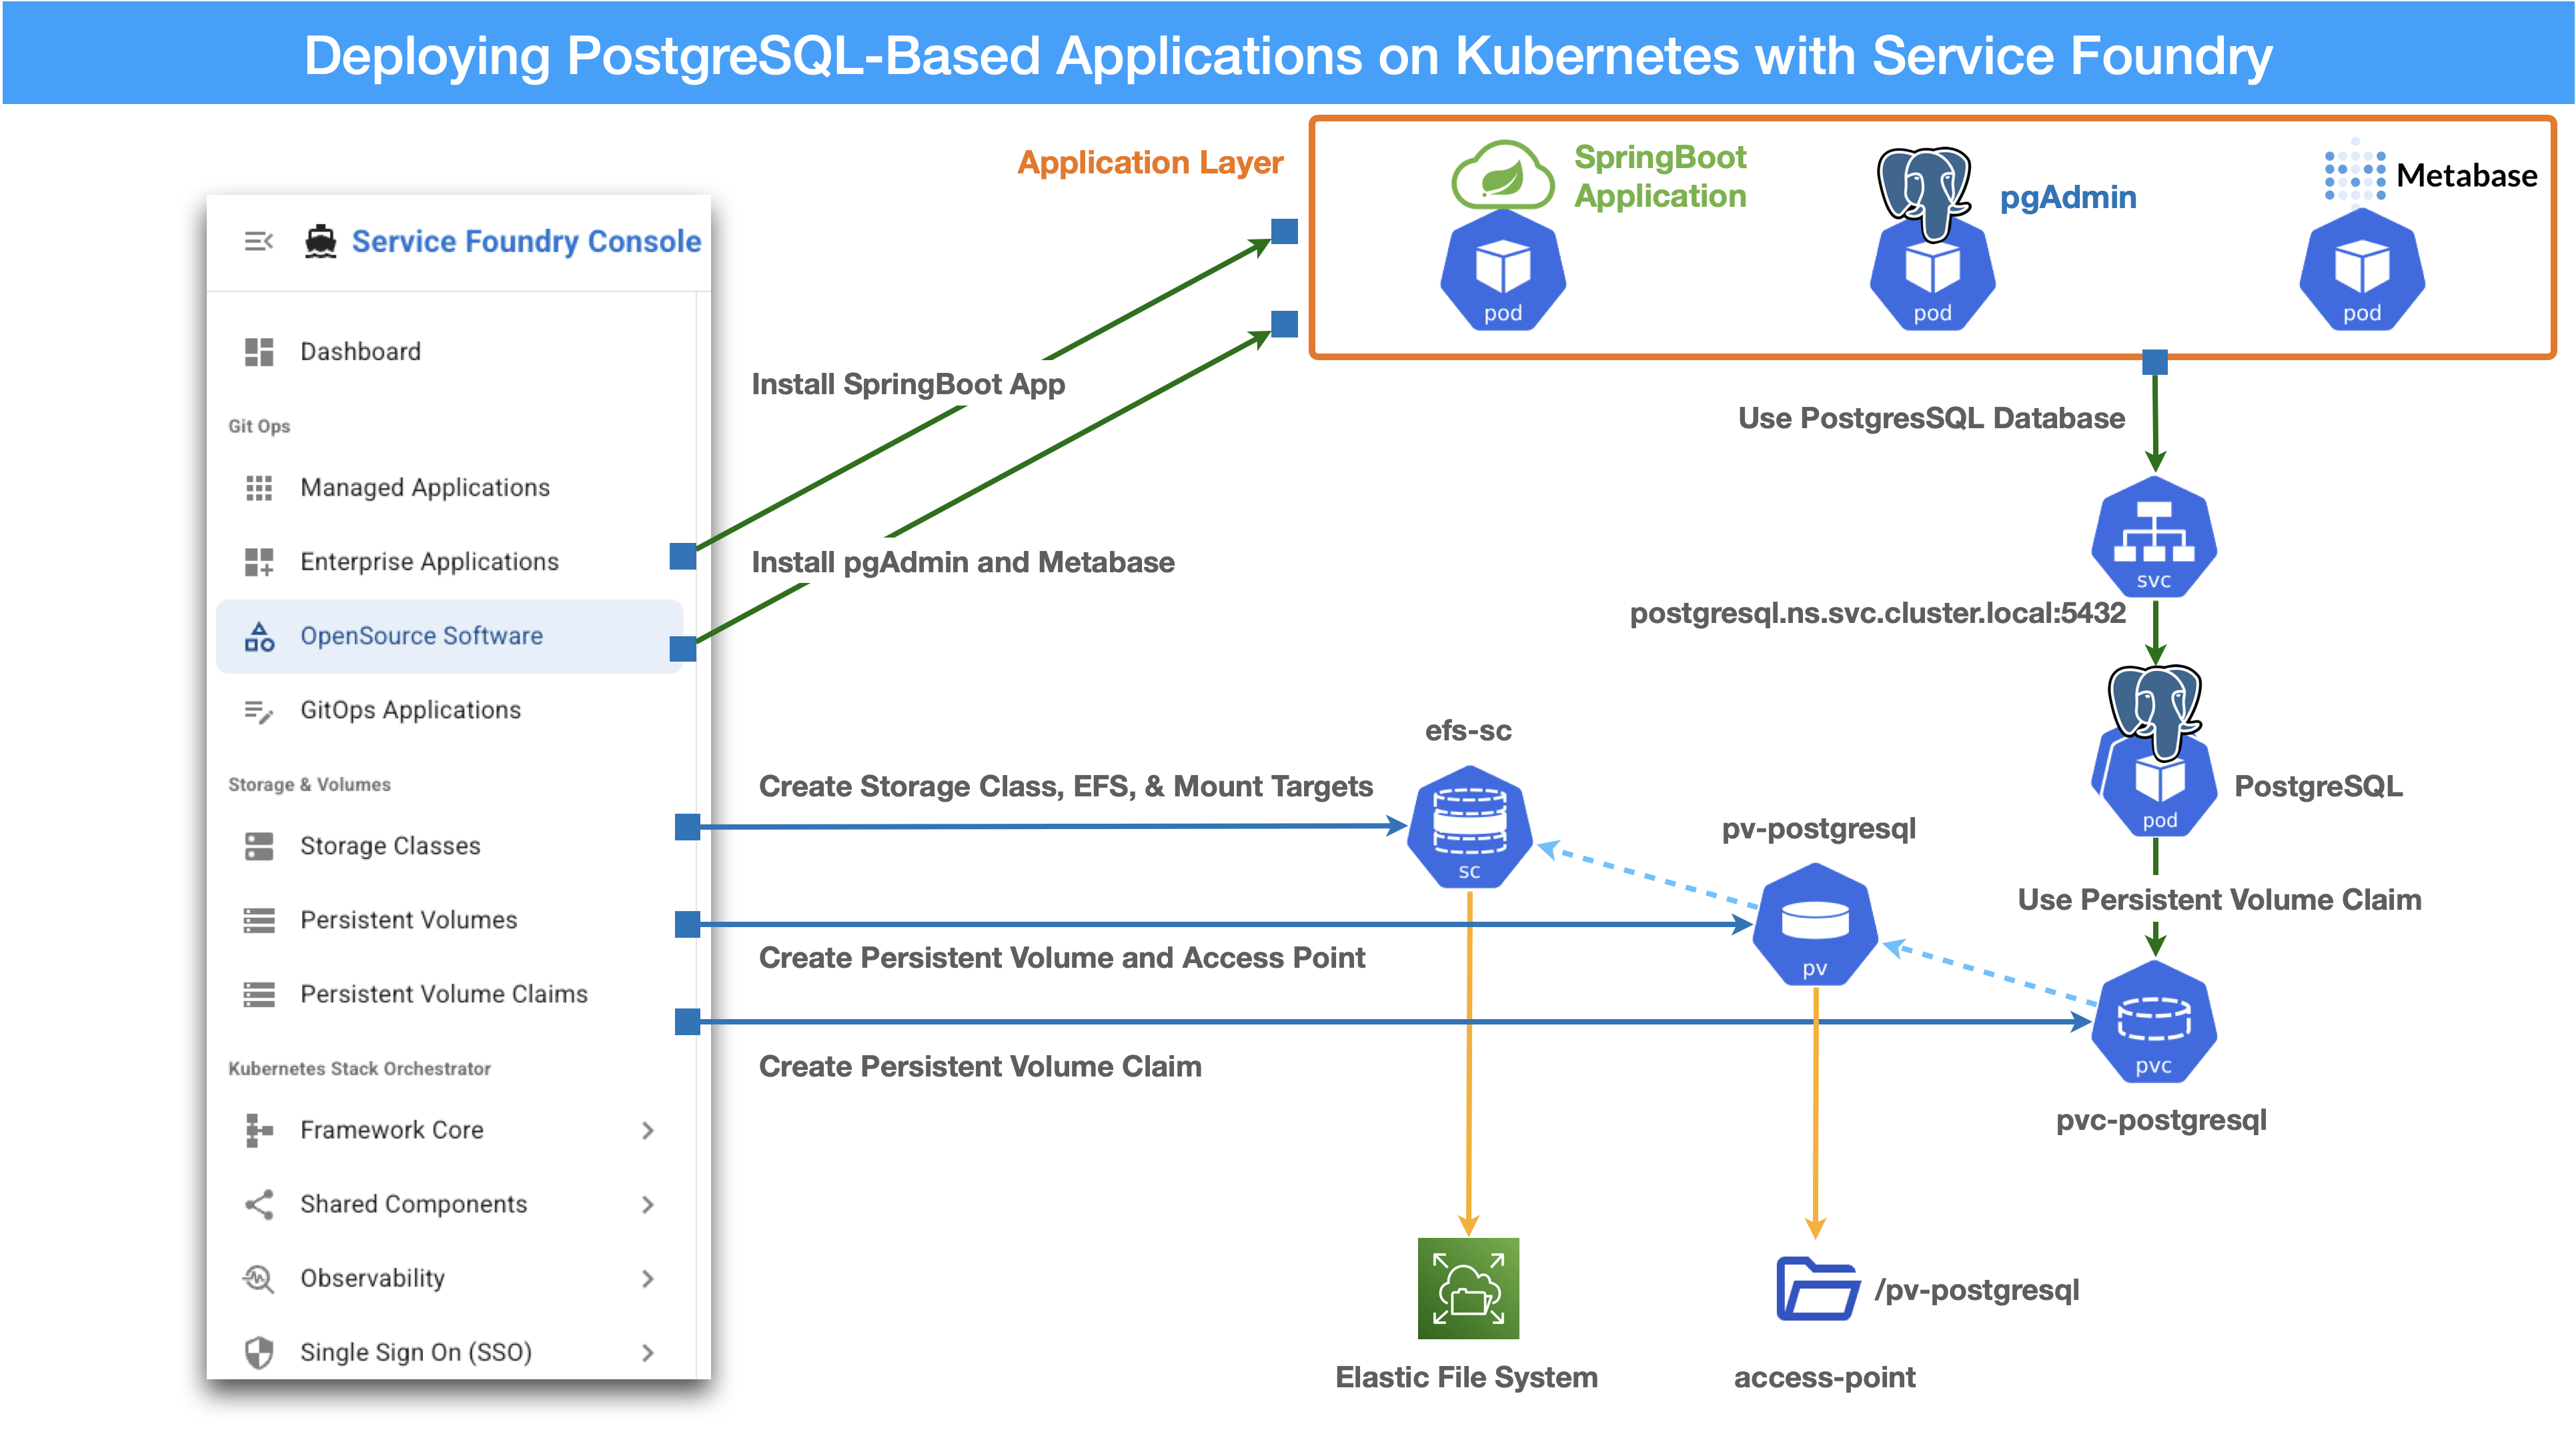 Deploying PostgreSQL-Based Applications on Kubernetes with Service Foundry
Service Foundry Console
Dashboard
Git Ops
Managed Applications
Enterprise Applications
OpenSource Software
GitOps Applications
Storage & Volumes
Storage Classes
Persistent Volumes
Persistent Volume Claims
Kubernetes Stack Orchestrator
Framework Core
Shared Components
Observability
Single Sign On (SSO)
Application Layer
SpringBoot
Application
pod
pgAdmin
pod
Metabase
pod
Install SpringBoot App
Install pgAdmin and Metabase
Use PostgresSQL Database
svc
postgresql.ns.svc.cluster.local:5432
PostgreSQL
pod
Use Persistent Volume Claim
efs-sc
Create Storage Class, EFS, & Mount Targets
sc
pv-postgresql
Create Persistent Volume and Access Point
pv
Create Persistent Volume Claim
pvc
pvc-postgresql
Elastic File System
/pv-postgresql
access-point